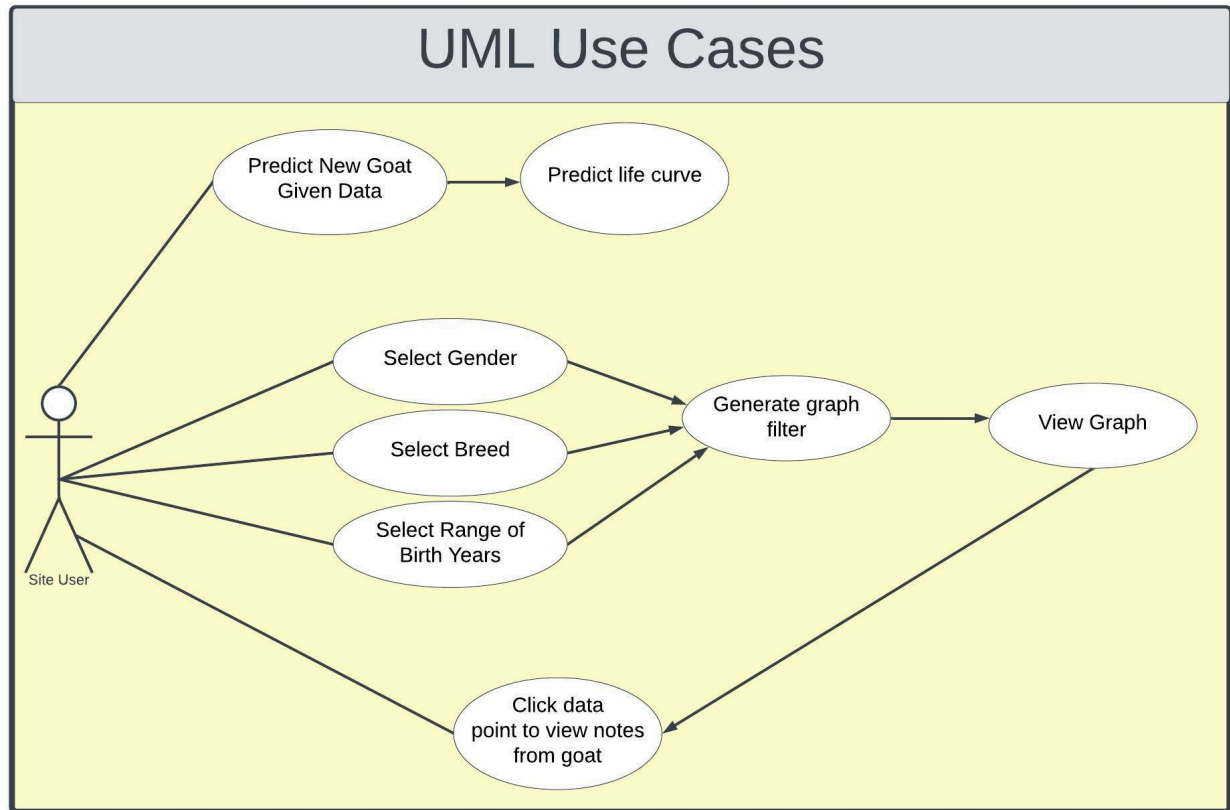 UML Use Cases
Predict New Goat
Given Data
Predict life curve
Select Gender
Generate graph
filter
View Graph
Select Breed
Select Range of
Birth Years
Site User
Click data
point to view notes
from goat